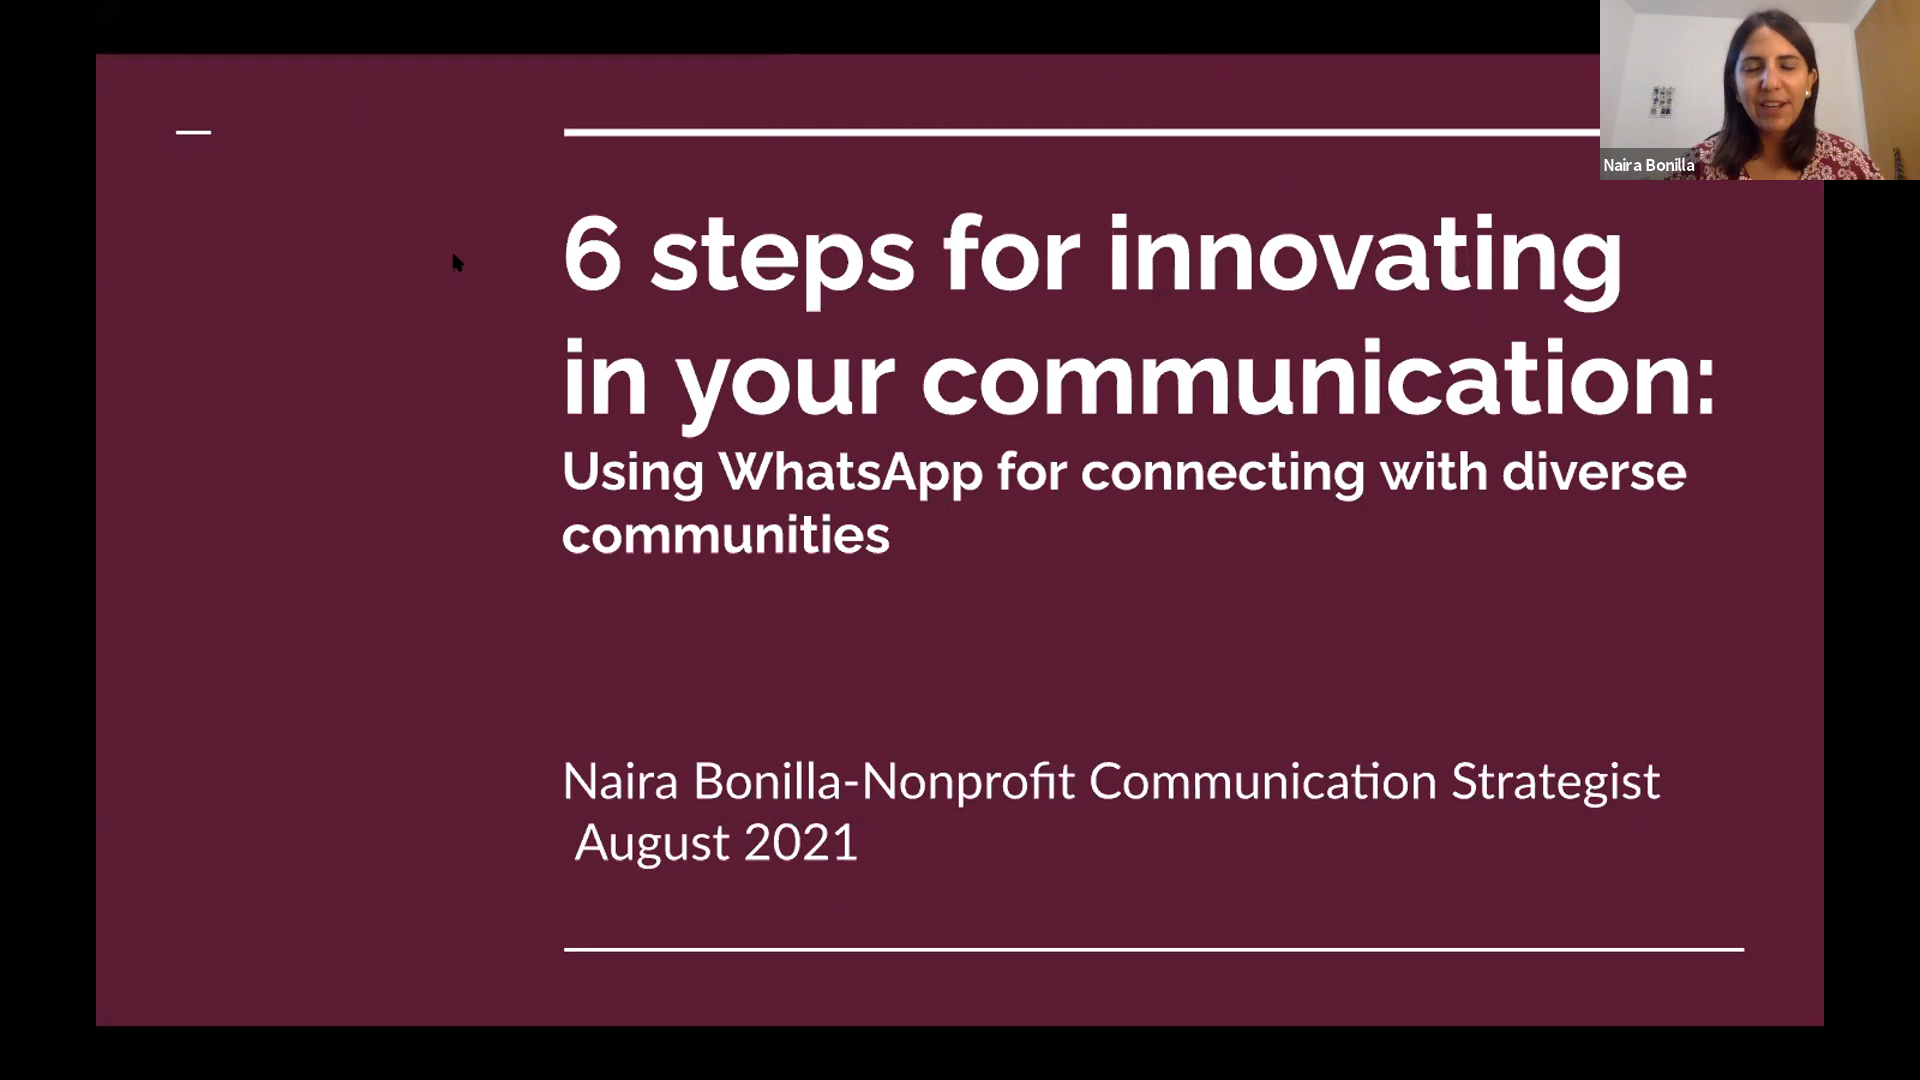 Naira Bonilla
6 steps for innovating
in your communication:
Using WhatsApp for connecting with diverse
communities
Naira Bonilla-Nonprofit Communication Strategist
August 2021